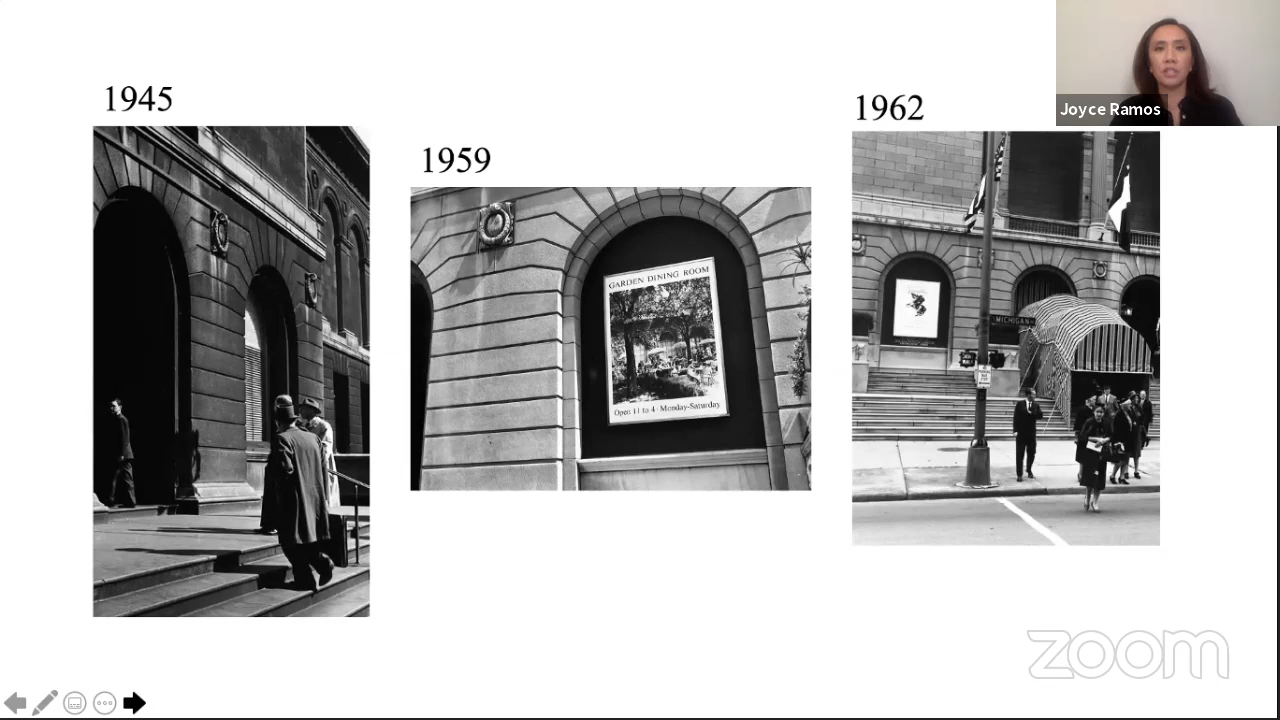 1945
1959
1962
Joyce Ramos
GARDEN DINING ROOM
Open 11 to 4 - Monday-Saturday
MICHIGAN
zoom